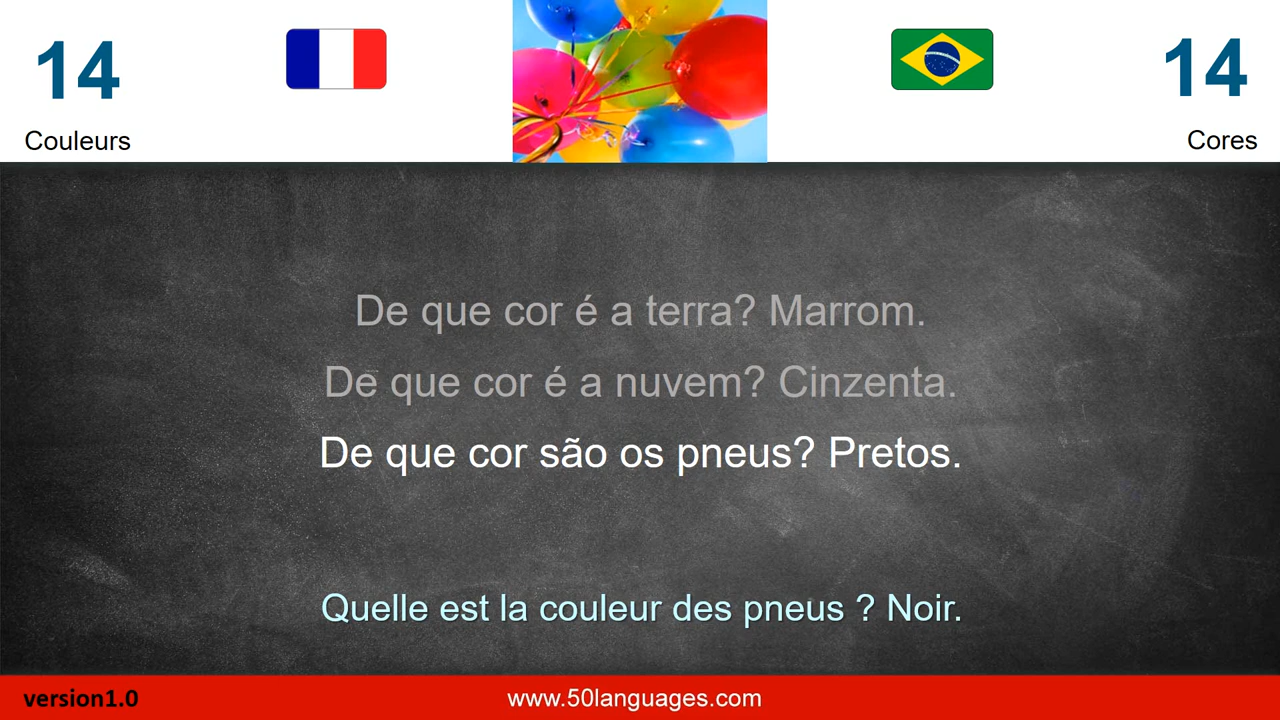 14
14
Couleurs
Cores
De que cor é a terra? Marrom.
De que cor é a nuvem? Cinzenta.
De que cor são os pneus? Pretos.
Quelle est la couleur des pneus ? Noir.
version1.0
www.50languages.com